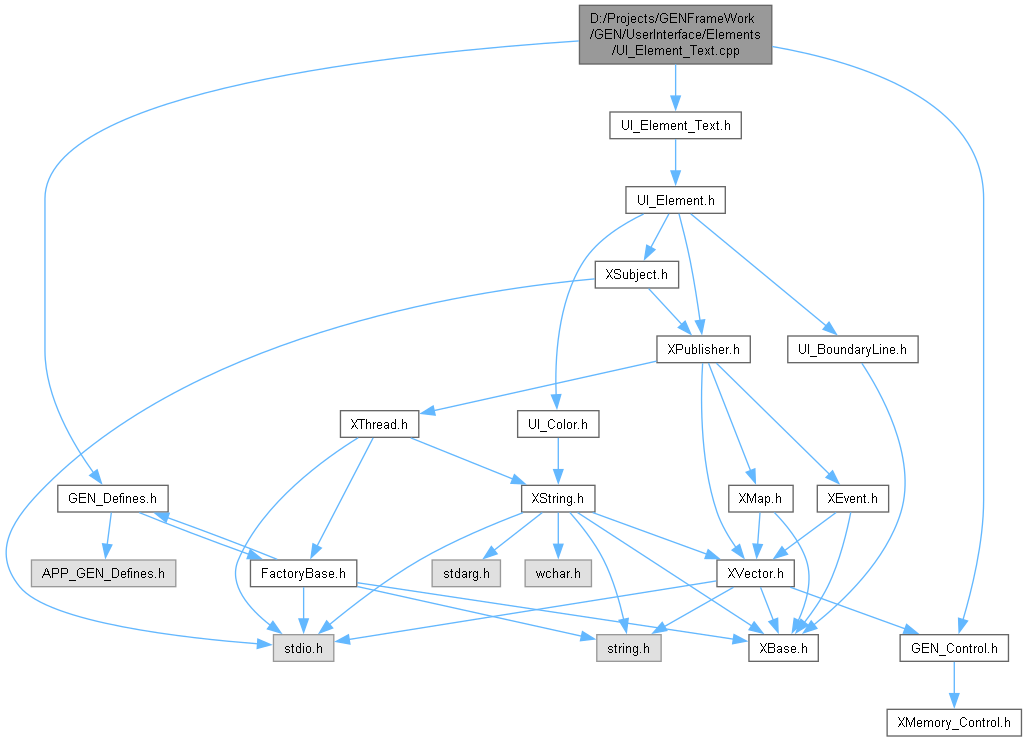 D:/Projects/GENFrameWork
/GEN/UserInterface/Elements
/UI_Element_Text.cpp
UI_Element_Text.h
UI_Element.h
XSubject.h
XPublisher.h
UI_BoundaryLine.h
XThread.h
UI_Color.h
GEN_Defines.h
XString.h
XMap.h
XEvent.h
APP_GEN_Defines.h
FactoryBase.h
stdarg.h
wchar.h
XVector.h
stdio.h
string.h
XBase.h
GEN_Control.h
XMemory_Control.h